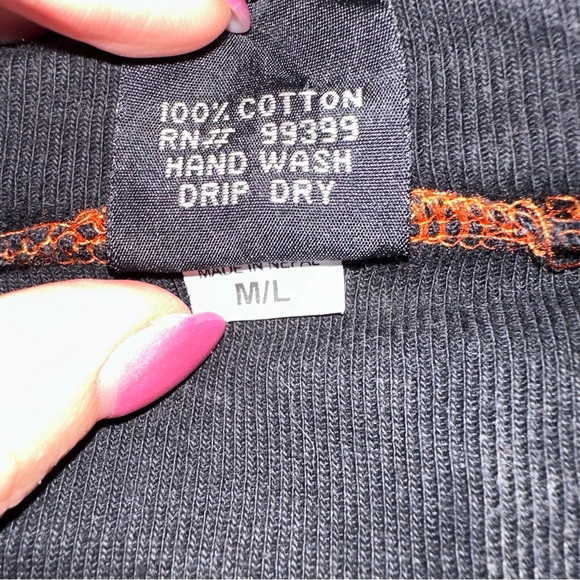 100% COTTON
RN# 99399
HAND WASH
DRIP DRY
MADE IN NEPAL
M/L